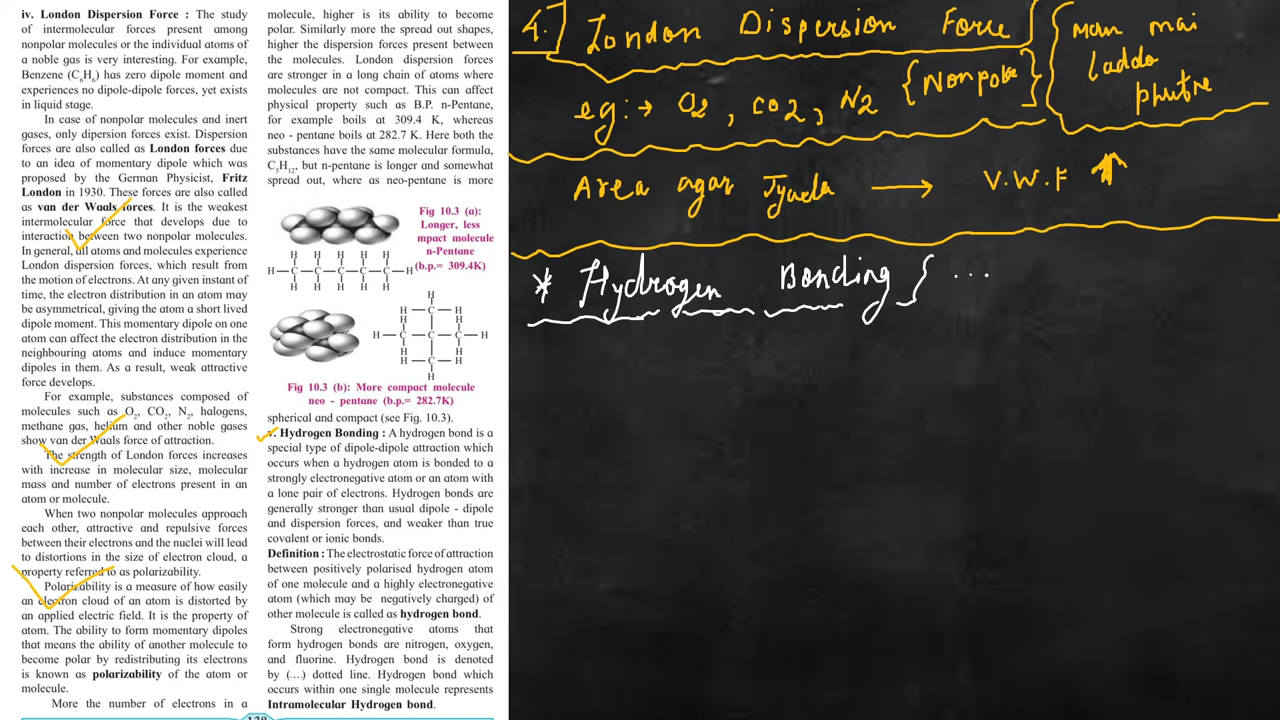 iv. London Dispersion Force : The study
of intermolecular forces present among
nonpolar molecules or the individual atoms of
a noble gas is very interesting. For example,
Benzene (C6H6) has zero dipole moment and
experiences no dipole-dipole forces, yet exists
in liquid stage.
In case of nonpolar molecules and inert
gases, only dipersion forces exist. Dispersion
forces are also called as London forces due
to an idea of momentary dipole which was
proposed by the German Physicist, Fritz
London in 1930. These forces are also called
as van der Waals forces. It is the weakest
intermolecular force that develops due to
interaction between two nonpolar molecules.
In general, all atoms and molecules experience
London dispersion forces, which result from
the motion of electrons. At any given instant of
time, the electron distribution in an atom may
be asymmetrical, giving the atom a short lived
dipole moment. This momentary dipole on one
atom can affect the electron distribution in the
neighbouring atoms and induce momentary
dipoles in them. As a result, weak attractive
force develops.
For example, substances composed of
molecules such as O2, CO2, N2, halogens,
methane gas, helium and other noble gases
show van der Waals force of attraction.
The strength of London forces increases
with increase in molecular size, molecular
mass and number of electrons present in an
atom or molecule.
When two nonpolar molecules approach
each other, attractive and repulsive forces
between their electrons and the nuclei will lead
to distortions in the size of electron cloud, a
property referred to as polarizability.
Polarizability is a measure of how easily
an electron cloud of an atom is distorted by
an applied electric field. It is the property of
atom. The ability to form momentary dipoles
that means the ability of another molecule to
become polar by redistributing its electrons
is known as polarizability of the atom or
molecule.
More the number of electrons in a
molecule, higher is its ability to become
polar. Similarly more the spread out shapes,
higher the dispersion forces present between
the molecules. London dispersion forces
are stronger in a long chain of atoms where
molecules are not compact. This can affect
physical property such as B.P. n-Pentane,
for example boils at 309.4 K, whereas
neo - pentane boils at 282.7 K. Here both the
substances have the same molecular formula,
C5H12, but n-pentane is longer and somewhat
spread out, where as neo-pentane is more
Fig 10.3 (a):
Longer, less
mpact molecule
n-Pentane
(b.p.= 309.4K)
H H H H
H — C — C — C — C — C — H
H H H H
H
H — C — H
H H
H — C — C — C — H
H H
H — C — H
H
Fig 10.3 (b): More compact molecule
neo - pentane (b.p.= 282.7K)
spherical and compact (see Fig. 10.3).
v. Hydrogen Bonding : A hydrogen bond is a
special type of dipole-dipole attraction which
occurs when a hydrogen atom is bonded to a
strongly electronegative atom or an atom with
a lone pair of electrons. Hydrogen bonds are
generally stronger than usual dipole - dipole
and dispersion forces, and weaker than true
covalent or ionic bonds.
Definition : The electrostatic force of attraction
between positively polarised hydrogen atom
of one molecule and a highly electronegative
atom (which may be negatively charged) of
other molecule is called as hydrogen bond.
Strong electronegative atoms that
form hydrogen bonds are nitrogen, oxygen,
and fluorine. Hydrogen bond is denoted
by (....) dotted line. Hydrogen bond which
occurs within one single molecule represents
Intramolecular Hydrogen bond.
4.] London Dispersion Force
eg:→ O2, CO2, N2 {Nonpolar}
Man mai
laddo
phutne
Area agar Jyada → V.W.F ↑
* Hydrogen Bonding { ...